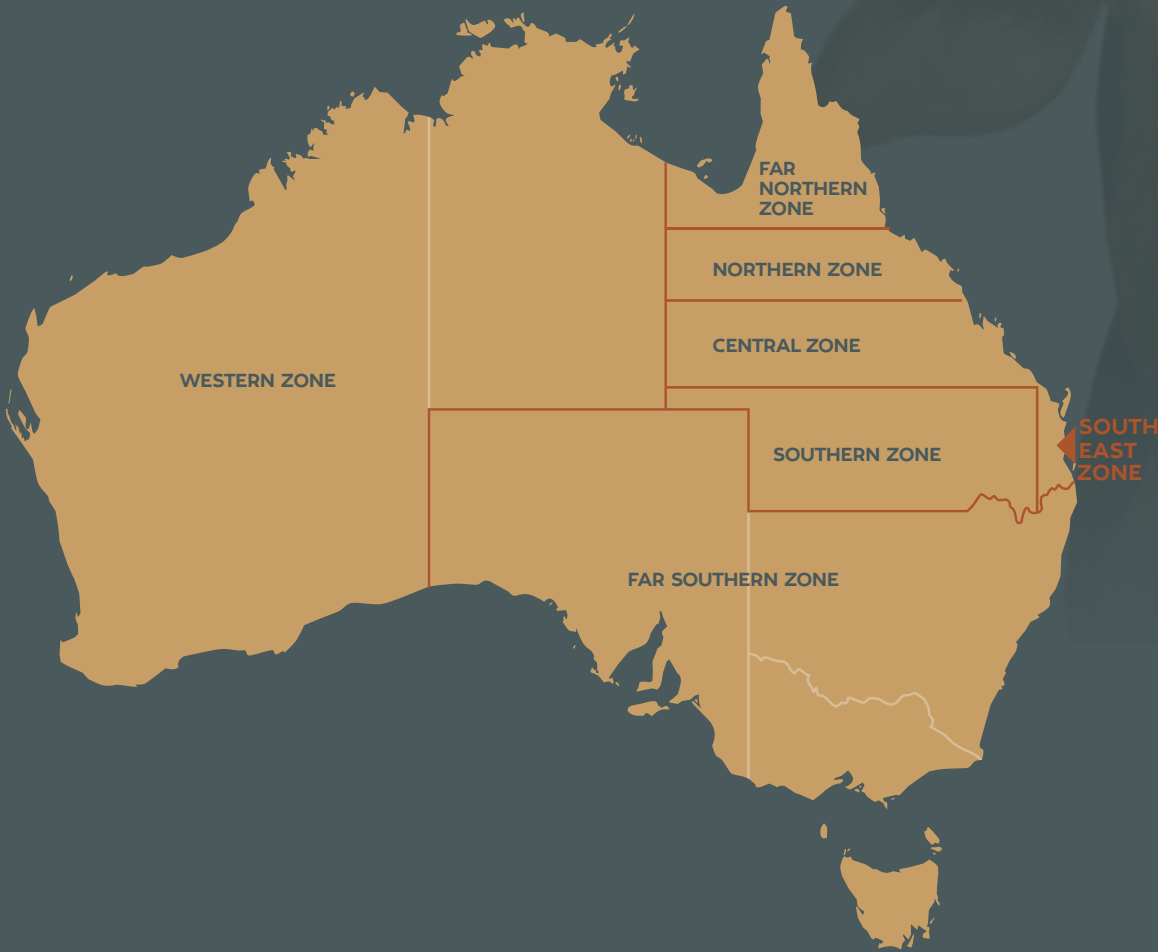 FAR
NORTHERN
ZONE
NORTHERN ZONE
CENTRAL ZONE
WESTERN ZONE
SOUTHERN ZONE
SOUTH
EAST
ZONE
FAR SOUTHERN ZONE